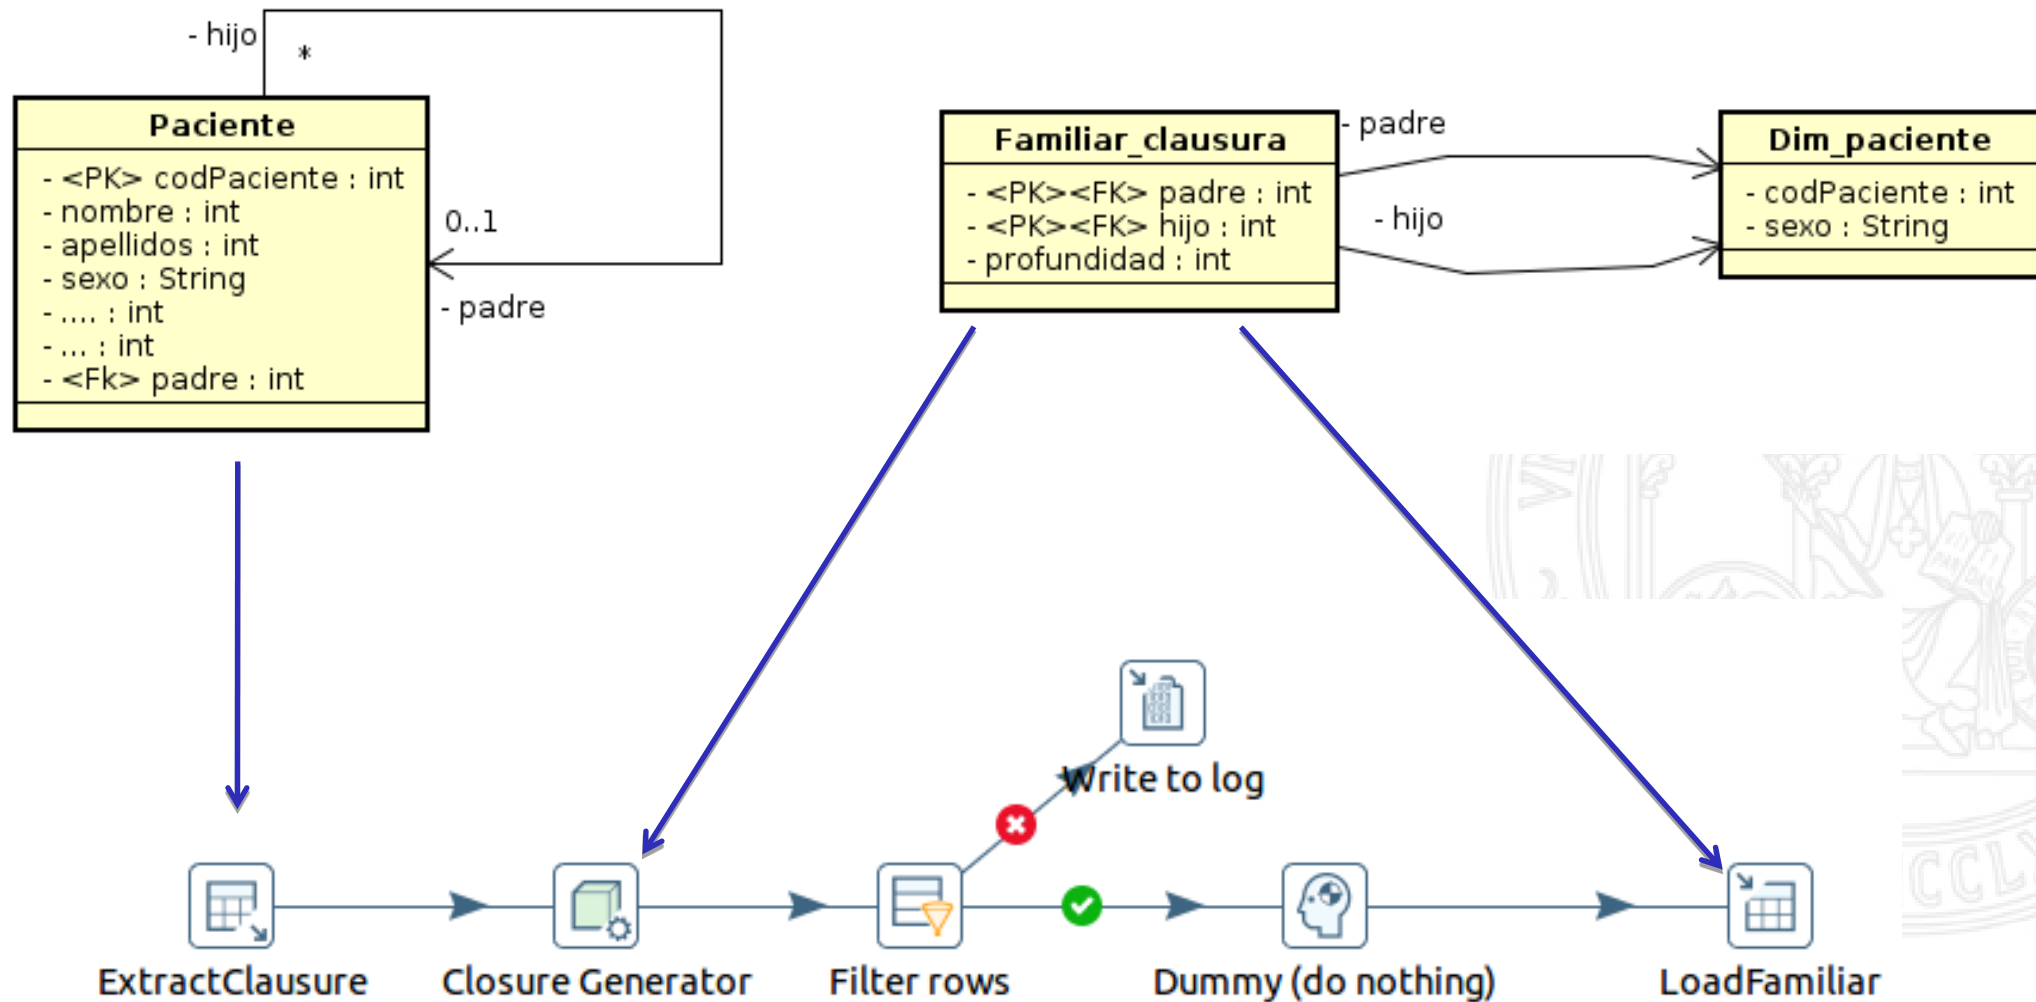 - hijo
*
Paciente
- <PK> codPaciente : int
- nombre : int
- apellidos : int
- sexo : String
- .... : int
- ... : int
- <Fk> padre : int
0..1
- padre
Familiar_clausura
- <PK><FK> padre : int
- <PK><FK> hijo : int
- profundidad : int
- padre
- hijo
Dim_paciente
- codPaciente : int
- sexo : String
Write to log
ExtractClausure
Closure Generator
Filter rows
Dummy (do nothing)
LoadFamiliar